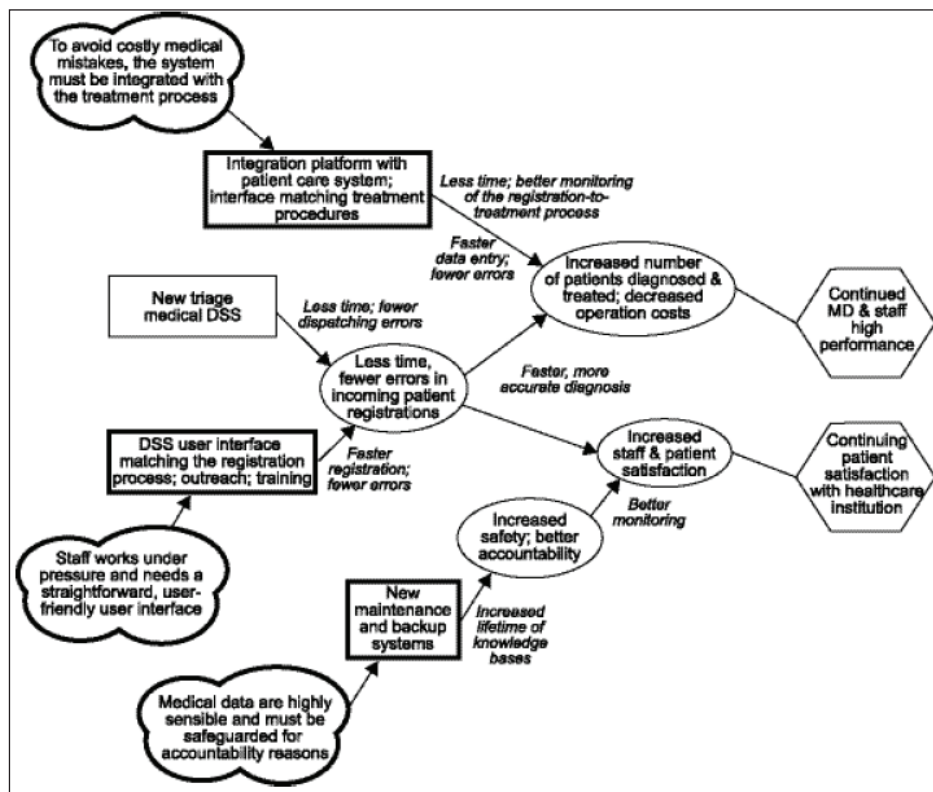 To avoid costly medical
mistakes, the system
must be integrated with
the treatment process
Integration platform with
patient care system;
interface matching treatment
procedures
Less time; better monitoring
of the registration-to-
treatment process
Faster
data entry;
fewer errors
Increased number
of patients diagnosed &
treated; decreased
operation costs
Continued
MD & staff
high
performance
New triage
medical DSS
Less time; fewer
dispatching errors
Less time,
fewer errors in
incoming patient
registrations
Faster, more
accurate diagnosis
DSS user interface
matching the registration
process; outreach; training
Faster
registration;
fewer errors
Increased
staff & patient
satisfaction
Continuing
patient
satisfaction
with healthcare
institution
Better
monitoring
Increased
safety; better
accountability
Staff works under
pressure and needs a
straightforward, user-
friendly user interface
New
maintenance
and backup
systems
Increased
lifetime of
knowledge
bases
Medical data are highly
sensible and must be
safeguarded for
accountability reasons